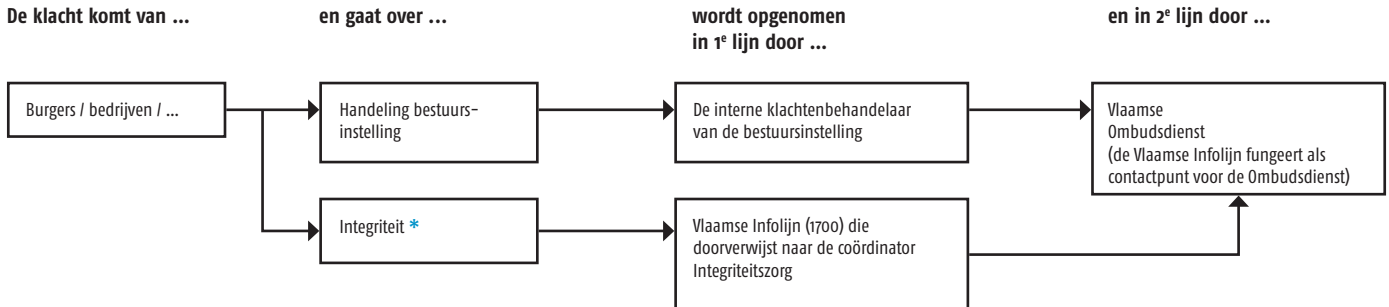 De klacht komt van ...
en gaat over ...
wordt opgenomen
in 1e lijn door ...
en in 2e lijn door ...
Burgers / bedrijven / ...
Handeling bestuurs-
instelling
De interne klachtenbehandelaar
van de bestuursinstelling
Vlaamse
Ombudsdienst
(de Vlaamse Infolijn fungeert als
contactpunt voor de Ombudsdienst)
Integriteit *
Vlaamse Infolijn (1700) die
doorverwijst naar de coördinator
Integriteitszorg